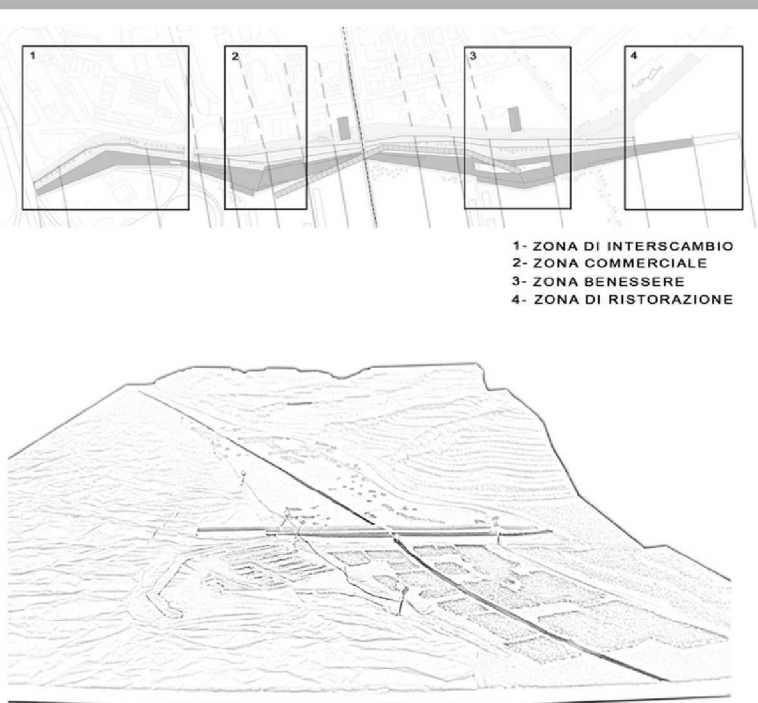 1
2
3
4
1- ZONA DI INTERSCAMBIO
2- ZONA COMMERCIALE
3- ZONA BENESSERE
4- ZONA DI RISTORAZIONE